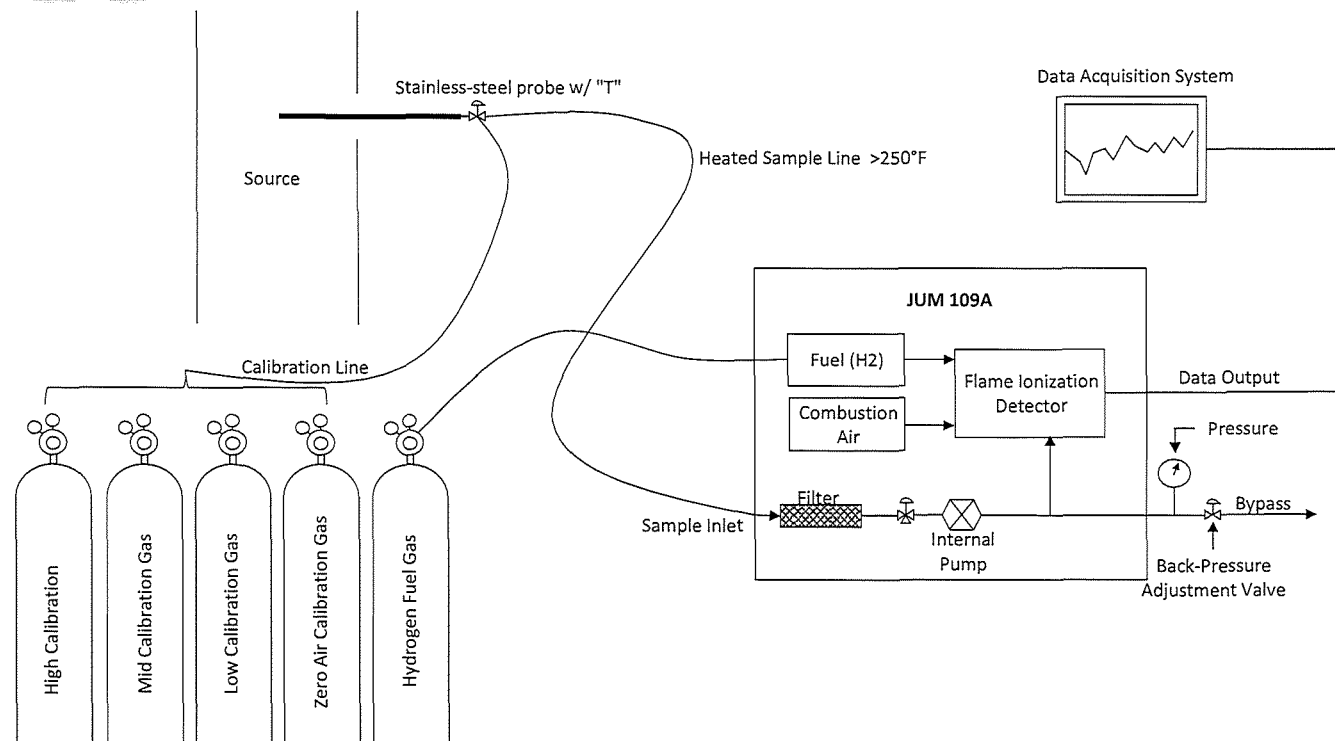 Stainless-steel probe w/ "T"
Data Acquisition System
Heated Sample Line >250°F
Source
JUM 109A
Calibration Line
Fuel (H2)
Flame Ionization
Detector
Data Output
Combustion
Air
Pressure
Filter
Bypass
Sample Inlet
Internal
Pump
Back-Pressure
Adjustment Valve
High Calibration
Mid Calibration Gas
Low Calibration Gas
Zero Air Calibration Gas
Hydrogen Fuel Gas